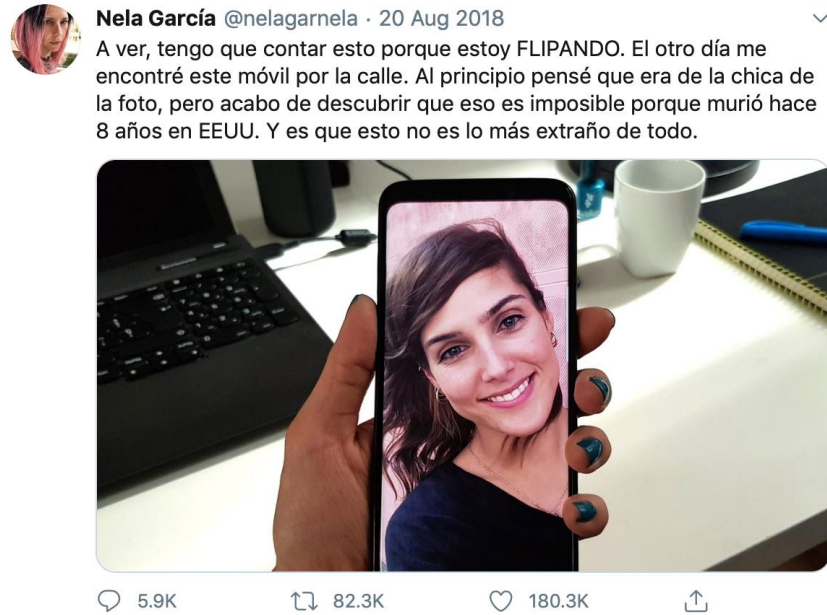 Nela García @nelagarnela · 20 Aug 2018
A ver, tengo que contar esto porque estoy FLIPANDO. El otro día me
encontré este móvil por la calle. Al principio pensé que era de la chica de
la foto, pero acabo de descubrir que eso es imposible porque murió hace
8 años en EEUU. Y es que esto no es lo más extraño de todo.
5.9K 82.3K 180.3K